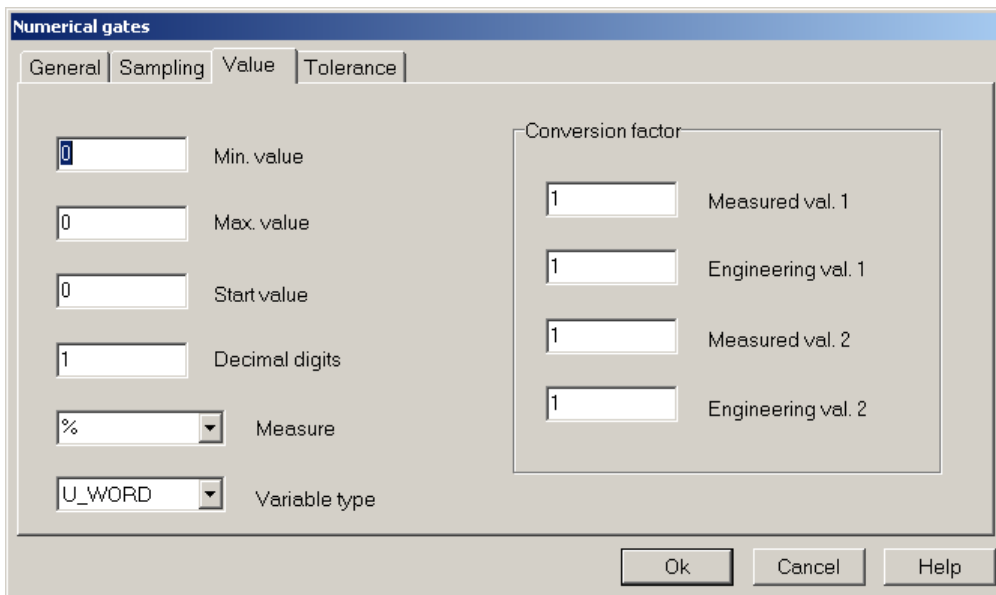 Numerical gates
General Sampling Value Tolerance
0 Min. value
0 Max. value
0 Start value
1 Decimal digits
% Measure
U_WORD Variable type
Conversion factor
1 Measured val. 1
1 Engineering val. 1
1 Measured val. 2
1 Engineering val. 2
Ok Cancel Help